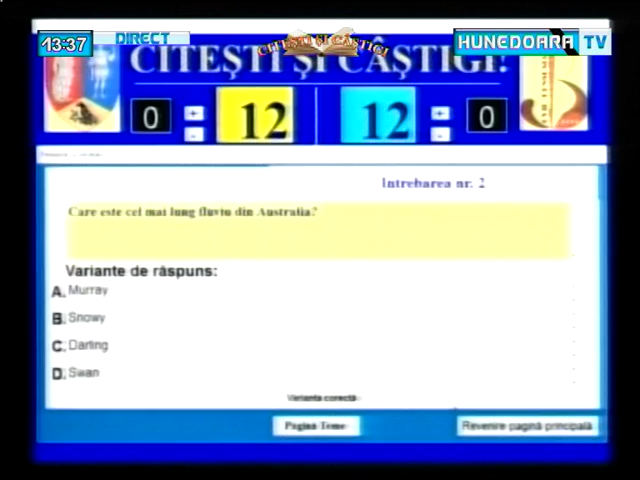 13:37
DIRECT
CITEŞTI ŞI CÂŞTIGI
HUNEDOARA TV
CITEŞTI ŞI CÂŞTIGI!
0 + - 12 12 + - 0
Intrebarea nr. 2
Care este cel mai lung fluviu din Australia?
Variante de răspuns:
A. Murray
B. Snowy
C. Darling
D. Swan
Varianta corectă
Pagina Teme
Revenire pagină principală